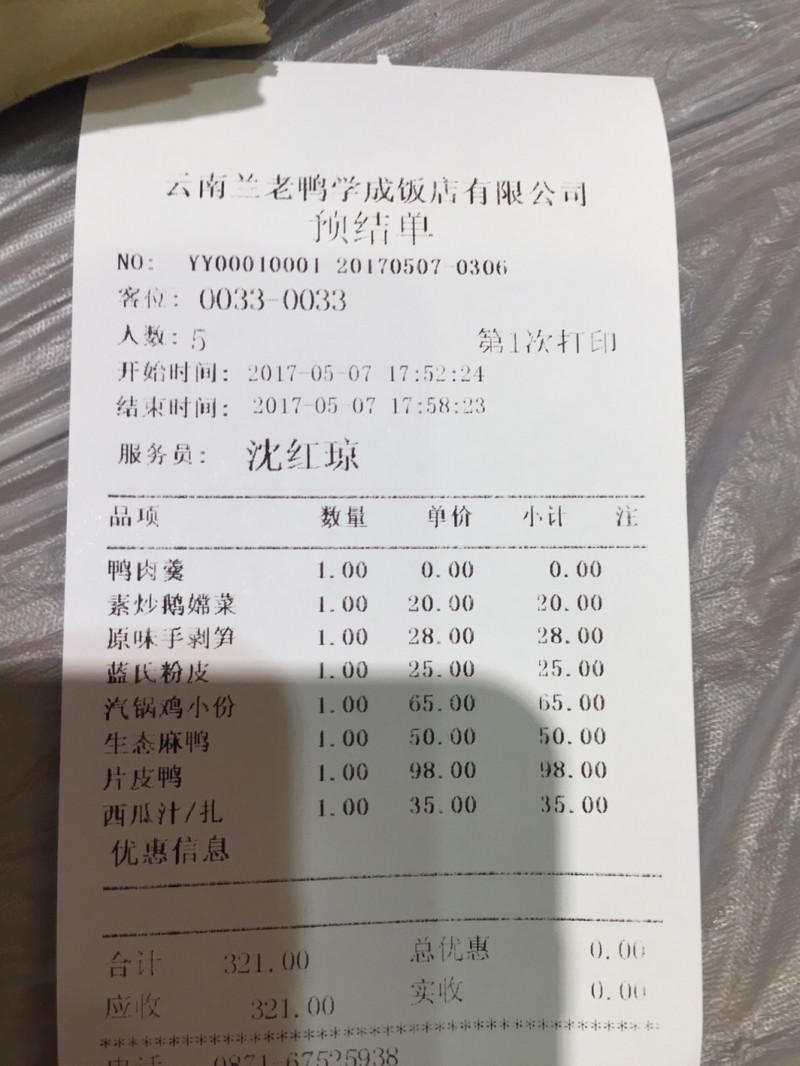 云南兰老鸭学成饭店有限公司
预结单
NO: YY00010001 20170507-0306
客位: 0033-0033
人数: 5 第1次打印
开始时间: 2017-05-07 17:52:24
结束时间: 2017-05-07 17:58:23
服务员: 沈红琼
品项 数量 单价 小计 注
鸭肉羹 1.00 0.00 0.00
素炒鹅嫦菜 1.00 20.00 20.00
原味手剥笋 1.00 28.00 28.00
蓝氏粉皮 1.00 25.00 25.00
汽锅鸡小份 1.00 65.00 65.00
生态麻鸭 1.00 50.00 50.00
片皮鸭 1.00 98.00 98.00
西瓜汁/扎 1.00 35.00 35.00
优惠信息
合计 321.00 总优惠 0.00
应收 321.00 实收 0.00
****************************************
电话 0871-67525938